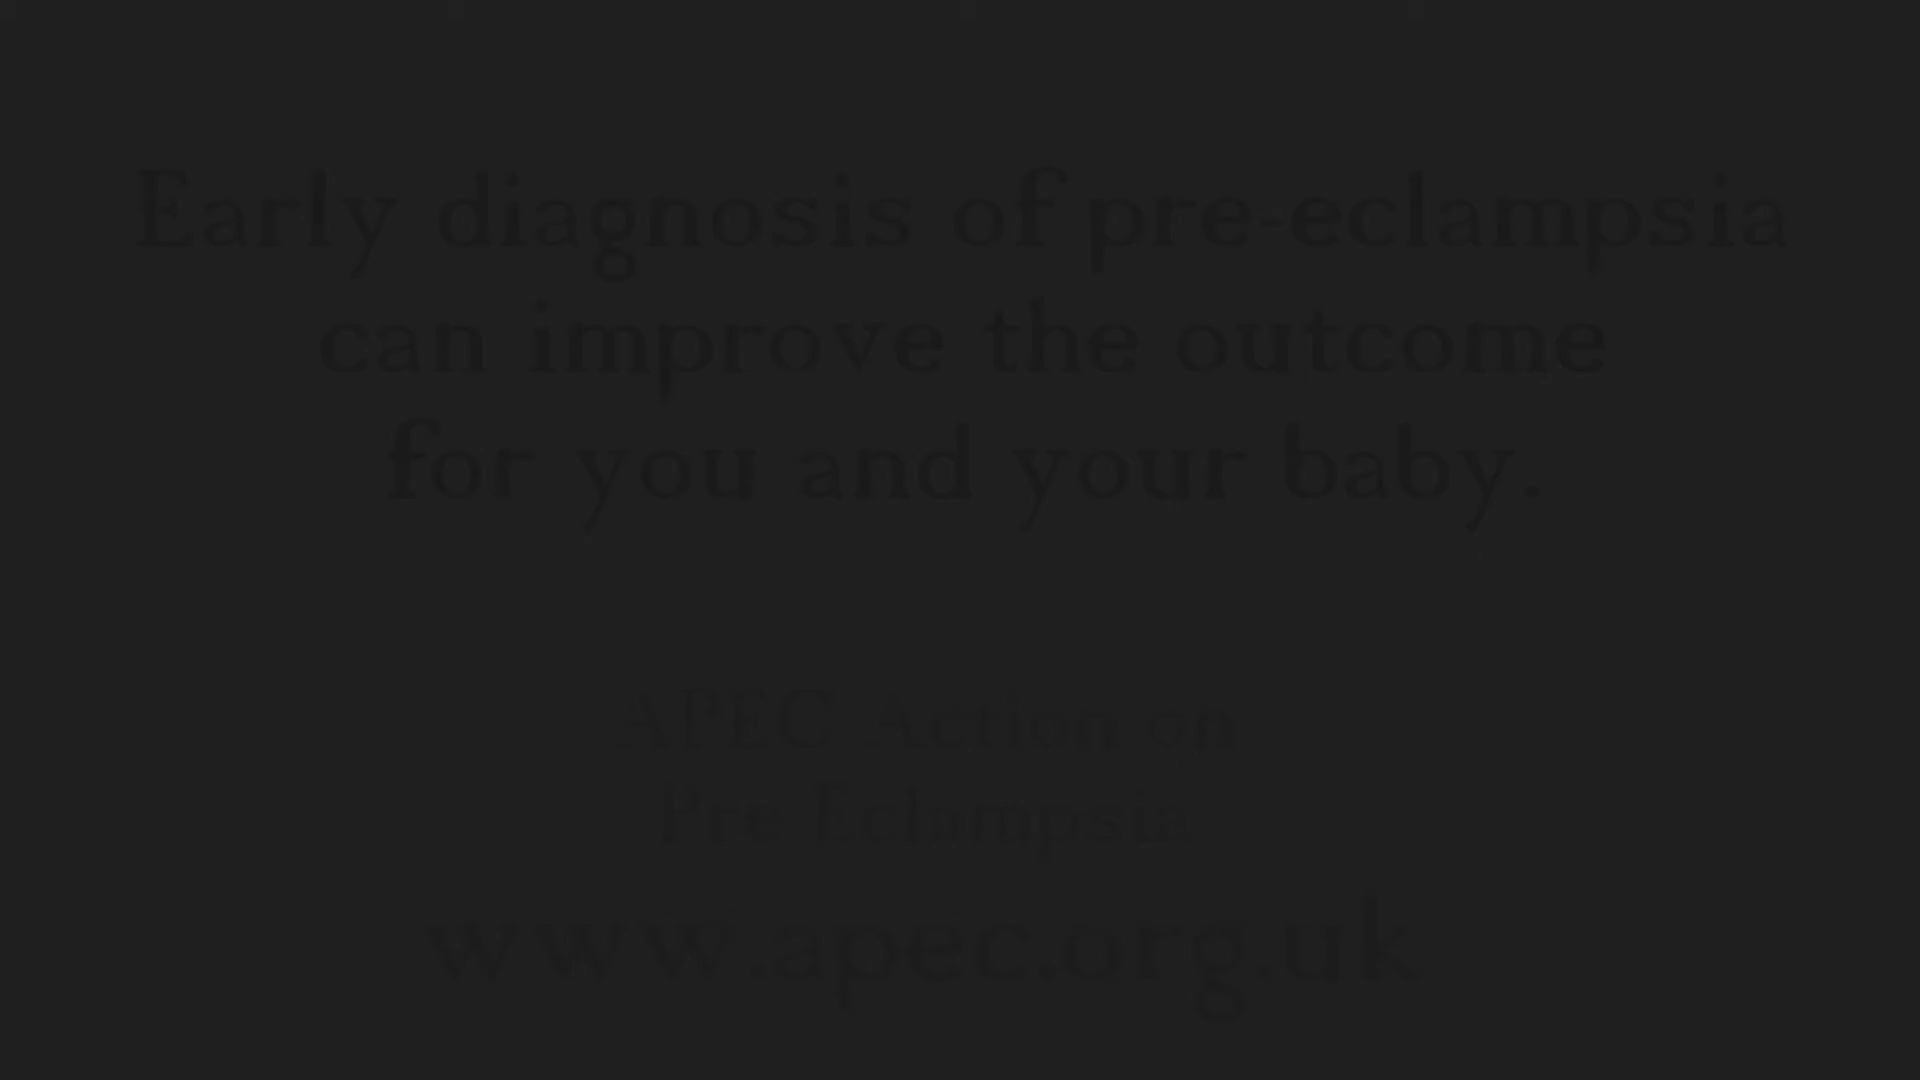 Early diagnosis of pre-eclampsia
can improve the outcome
for you and your baby.
APEC Action on
Pre Eclampsia
www.apec.org.uk